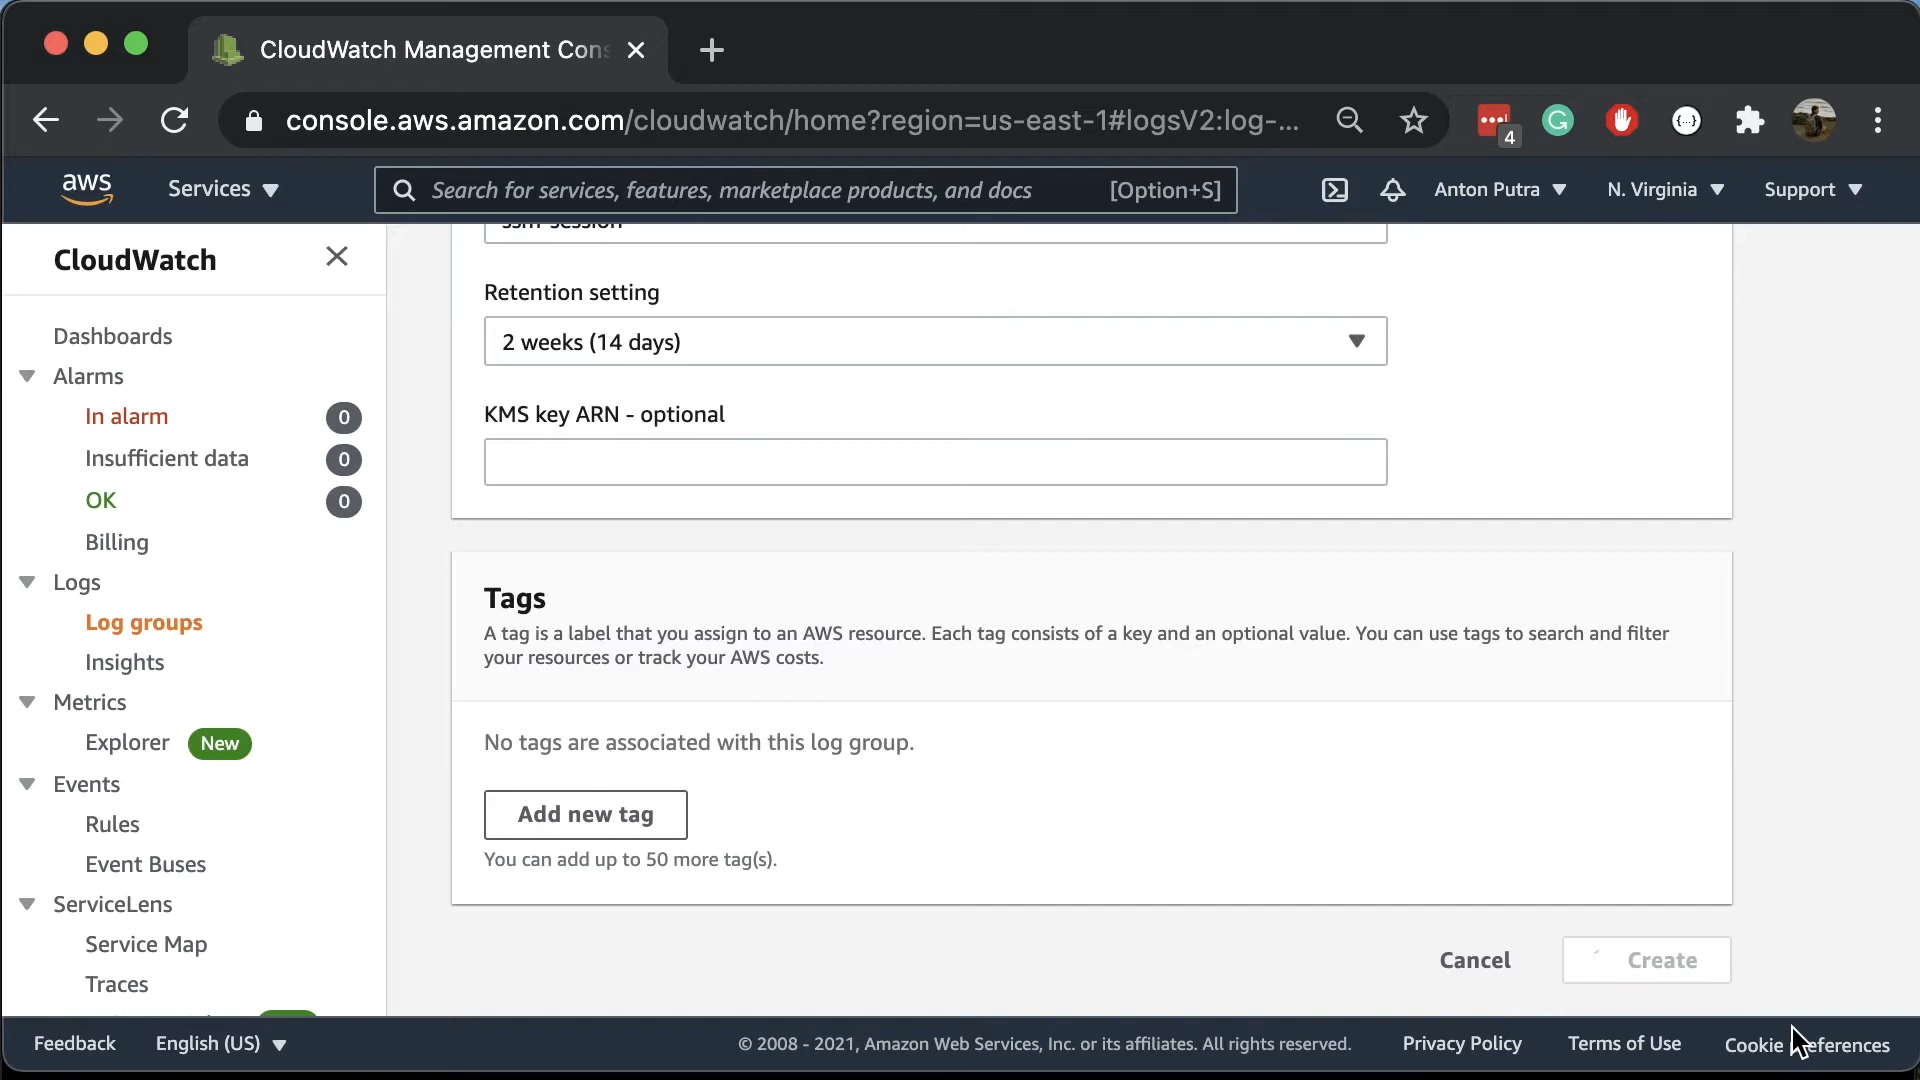 CloudWatch Management Cons
console.aws.amazon.com/cloudwatch/home?region=us-east-1#logsV2:log-...
4
aws
Services
Search for services, features, marketplace products, and docs [Option+S]
Anton Putra
N. Virginia
Support
CloudWatch
Dashboards
Alarms
In alarm 0
Insufficient data 0
OK 0
Billing
Logs
Log groups
Insights
Metrics
Explorer New
Events
Rules
Event Buses
ServiceLens
Service Map
Traces
ssm-session
Retention setting
2 weeks (14 days)
KMS key ARN - optional
Tags
A tag is a label that you assign to an AWS resource. Each tag consists of a key and an optional value. You can use tags to search and filter
your resources or track your AWS costs.
No tags are associated with this log group.
Add new tag
You can add up to 50 more tag(s).
Cancel
Create
Feedback
English (US)
© 2008 - 2021, Amazon Web Services, Inc. or its affiliates. All rights reserved.
Privacy Policy
Terms of Use
Cookie eferences